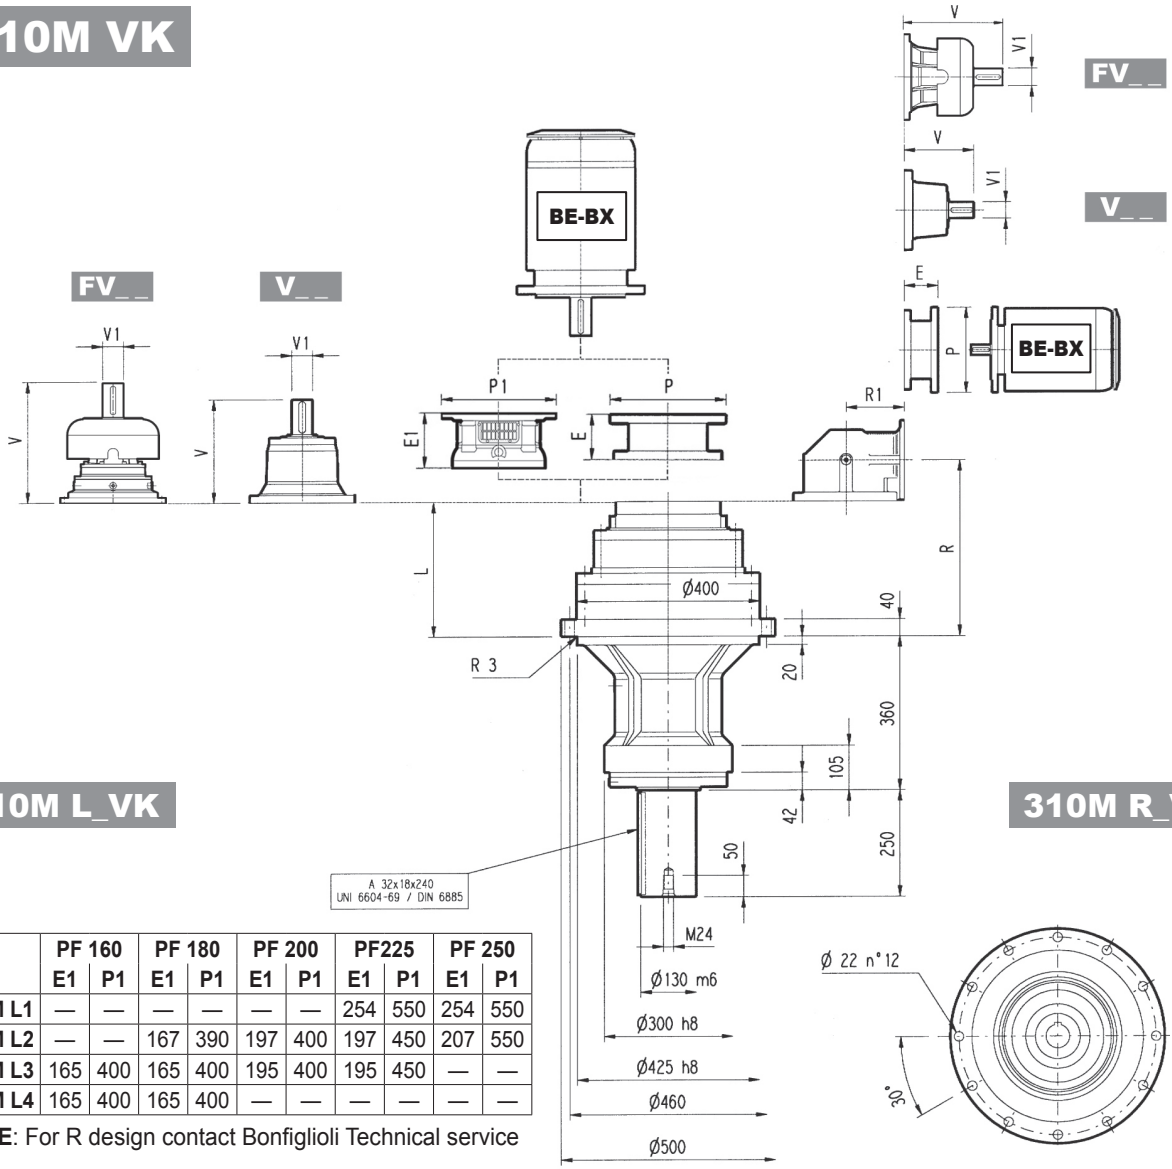 10M VK
V
V1
FV_ _
V
V1
V_ _
BE-BX
FV_ _
V_ _
E
V1
V1
P
BE-BX
P1
P
R1
V
V
E1
E
L
R
Ø400
40
R 3
20
360
105
10M L_VK
310M R_V
42
250
50
A 32x18x240
UNI 6604-69 / DIN 6885
M24
PF 160 PF 180 PF 200 PF225 PF 250
E1 P1 E1 P1 E1 P1 E1 P1 E1 P1
L1 — — — — — — 254 550 254 550
L2 — — 167 390 197 400 197 450 207 550
L3 165 400 165 400 195 400 195 450 — —
L4 165 400 165 400 — — — — — —
E: For R design contact Bonfiglioli Technical service
Ø 22 n°12
Ø130 m6
Ø300 h8
Ø425 h8
30°
Ø460
Ø500